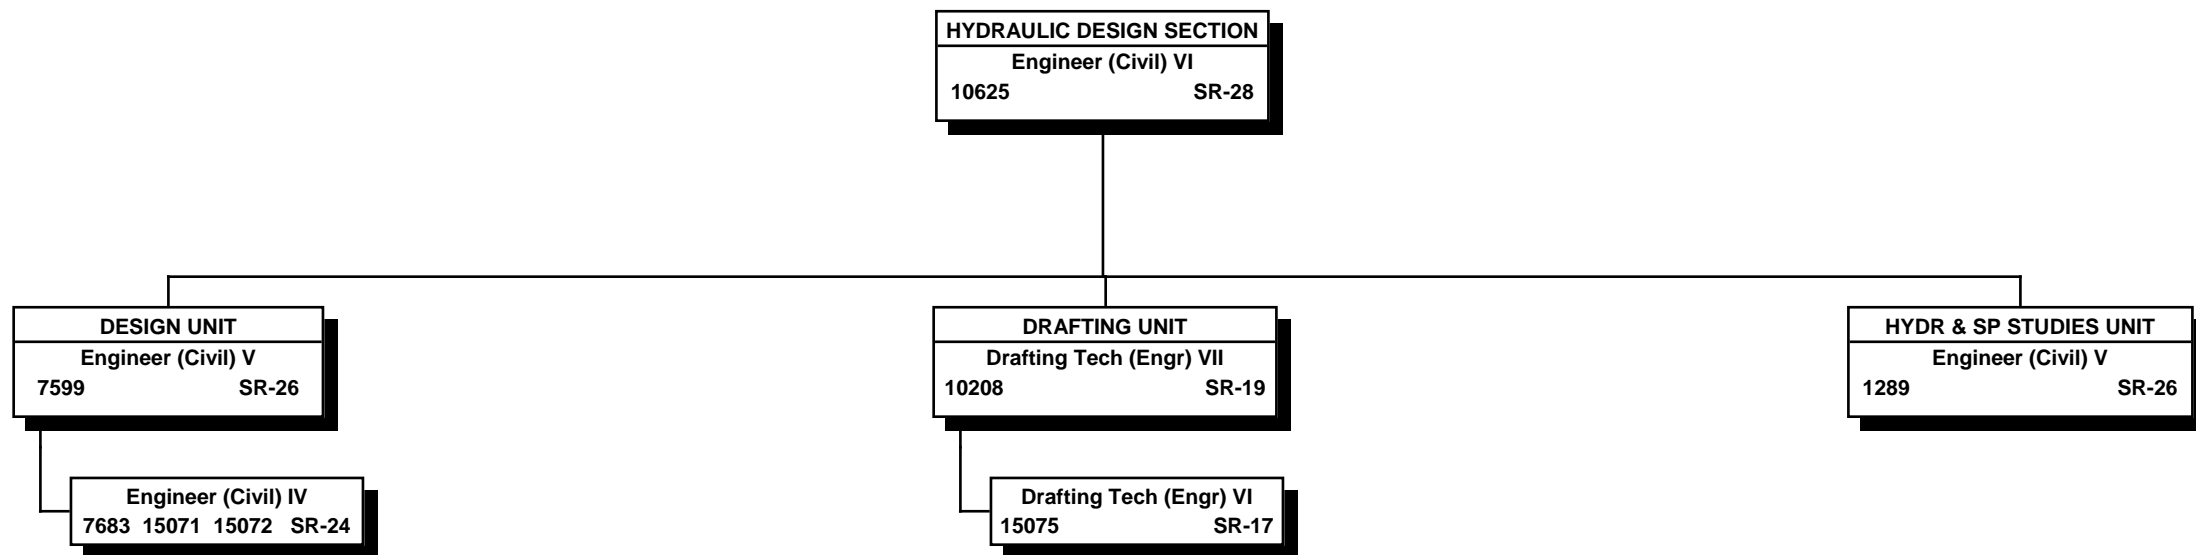 HYDRAULIC DESIGN SECTION
Engineer (Civil) VI
10625 SR-28
DESIGN UNIT
Engineer (Civil) V
7599 SR-26
Engineer (Civil) IV
7683 15071 15072 SR-24
DRAFTING UNIT
Drafting Tech (Engr) VII
10208 SR-19
Drafting Tech (Engr) VI
15075 SR-17
HYDR & SP STUDIES UNIT
Engineer (Civil) V
1289 SR-26